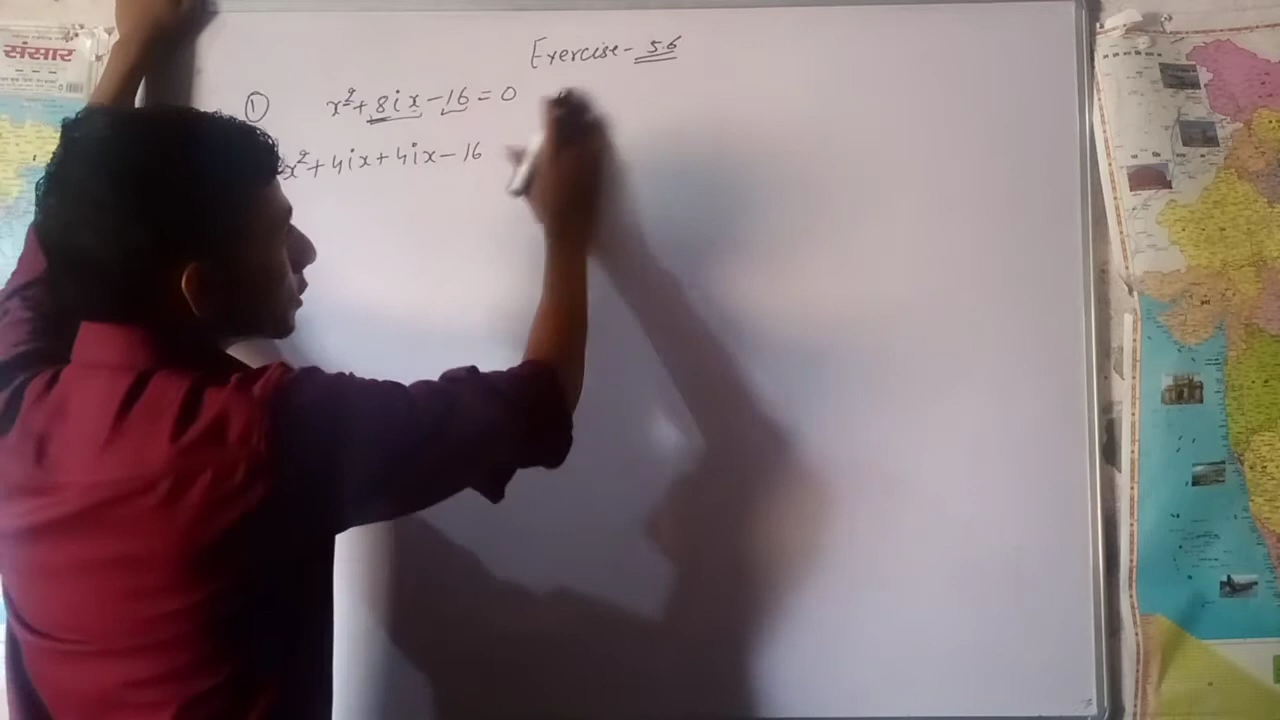 संसार
Exercise - 5.6
① x² + 8ix - 16 = 0
x² + 4ix + 4ix - 16